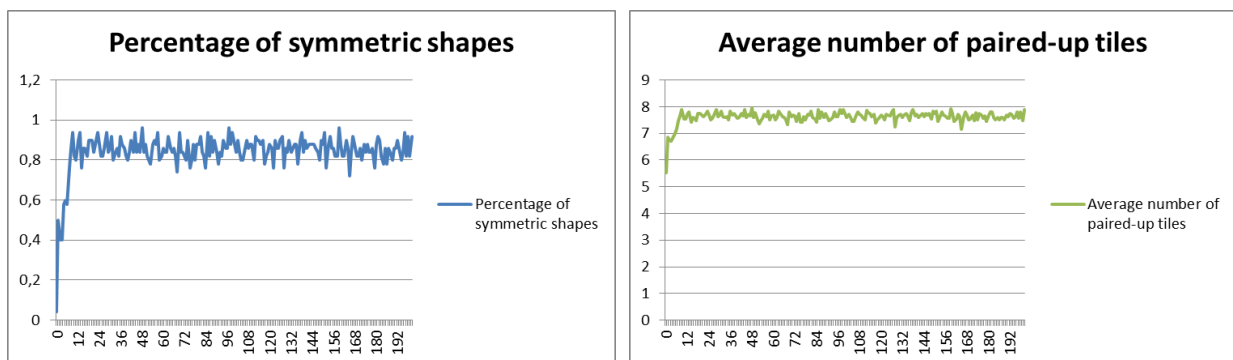 Percentage of symmetric shapes
1,2
1
0,8
0,6
0,4
0,2
0
0 12 24 36 48 60 72 84 96 108 120 132 144 156 168 180 192
Percentage of
symmetric shapes
Average number of paired-up tiles
9
8
7
6
5
4
3
2
1
0
0 12 24 36 48 60 72 84 96 108 120 132 144 156 168 180 192
Average number of
paired-up tiles